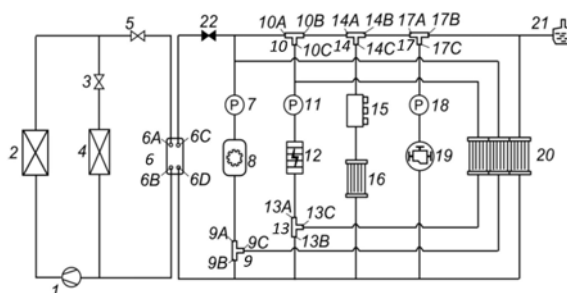 5 22 10A 10B 14A 14B 17A 17B 21
10 10C 14 14C 17 17C
3 P 7 P 11 15 P 18
2 4 6A 6C 6 6B 6D 8 12 16 19 20
13A 13C
13 13B
9A 9C
9B 9
1